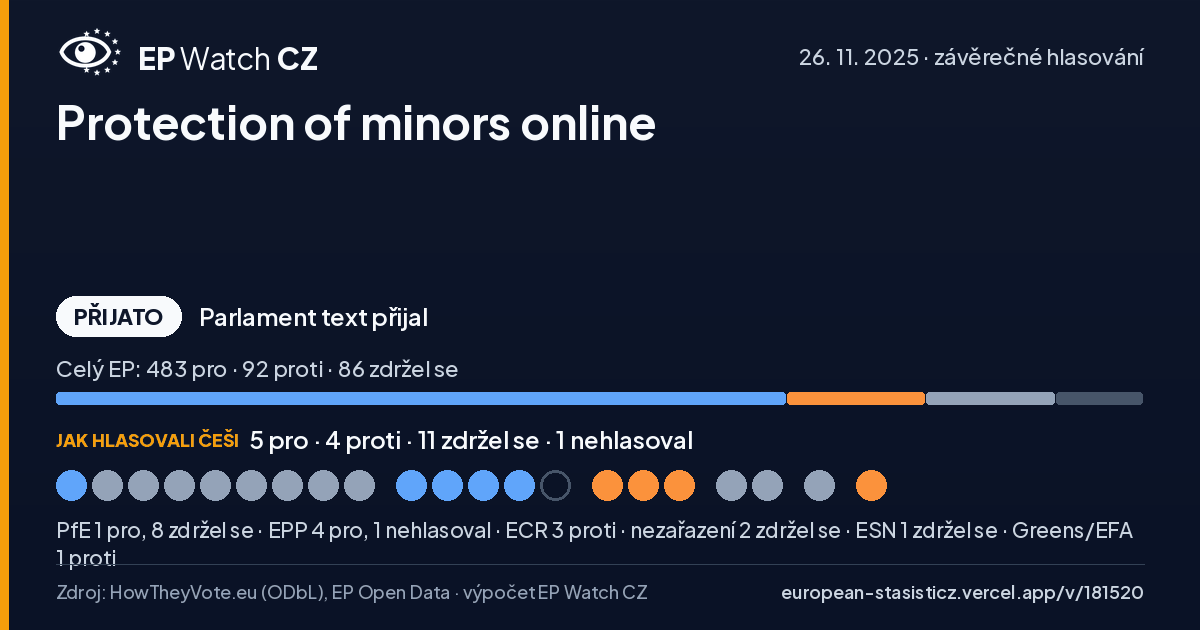 EP Watch CZ
26. 11. 2025 · závěrečné hlasování
Protection of minors online
PŘIJATO Parlament text přijal
Celý EP: 483 pro · 92 proti · 86 zdržel se
JAK HLASOVALI ČEŠI 5 pro · 4 proti · 11 zdržel se · 1 nehlasoval
PfE 1 pro, 8 zdržel se · EPP 4 pro, 1 nehlasoval · ECR 3 proti · nezařazení 2 zdržel se · ESN 1 zdržel se · Greens/EFA
1 proti
Zdroj: HowTheyVote.eu (ODbL), EP Open Data · výpočet EP Watch CZ
european-stasisticz.vercel.app/v/181520